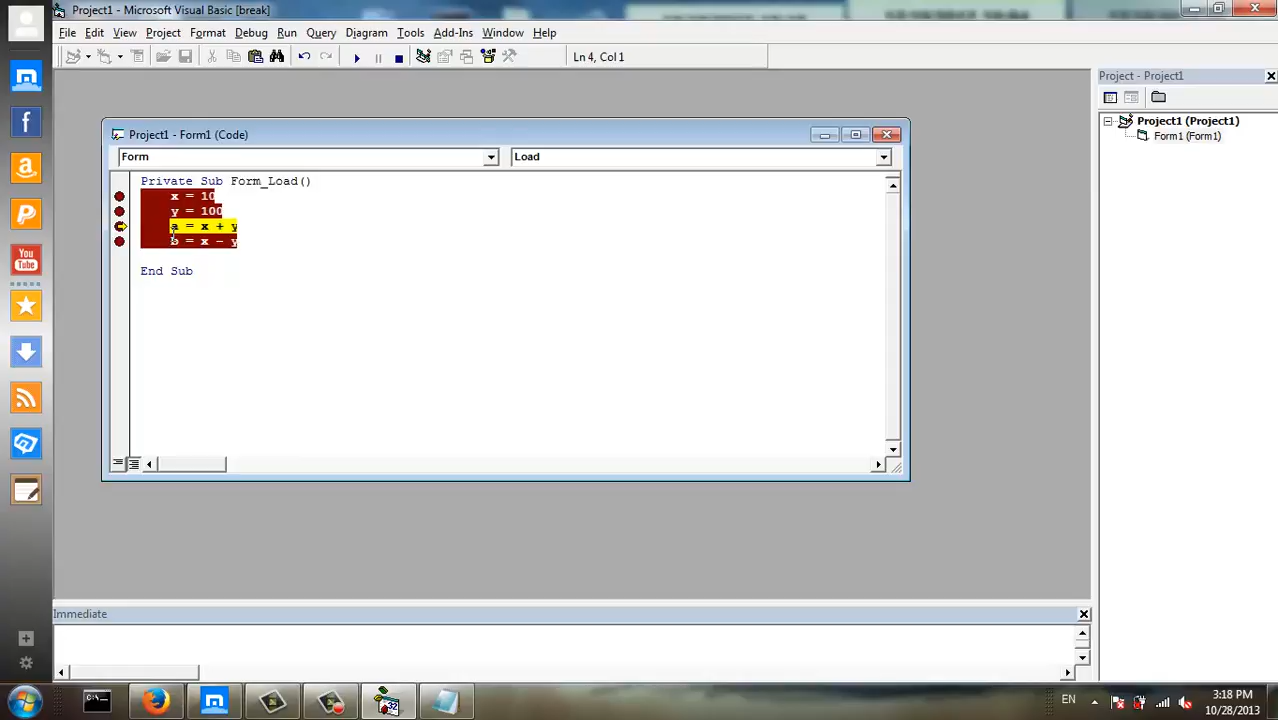 Project1 - Microsoft Visual Basic [break]
File Edit View Project Format Debug Run Query Diagram Tools Add-Ins Window Help
Ln 4, Col 1
Project - Project1
Project1 (Project1)
Form1 (Form1)
Project1 - Form1 (Code)
Form
Load
Private Sub Form_Load()
x = 10
y = 100
a = x + y
b = x - y
End Sub
Immediate
You
Tube
EN
3:18 PM
10/28/2013